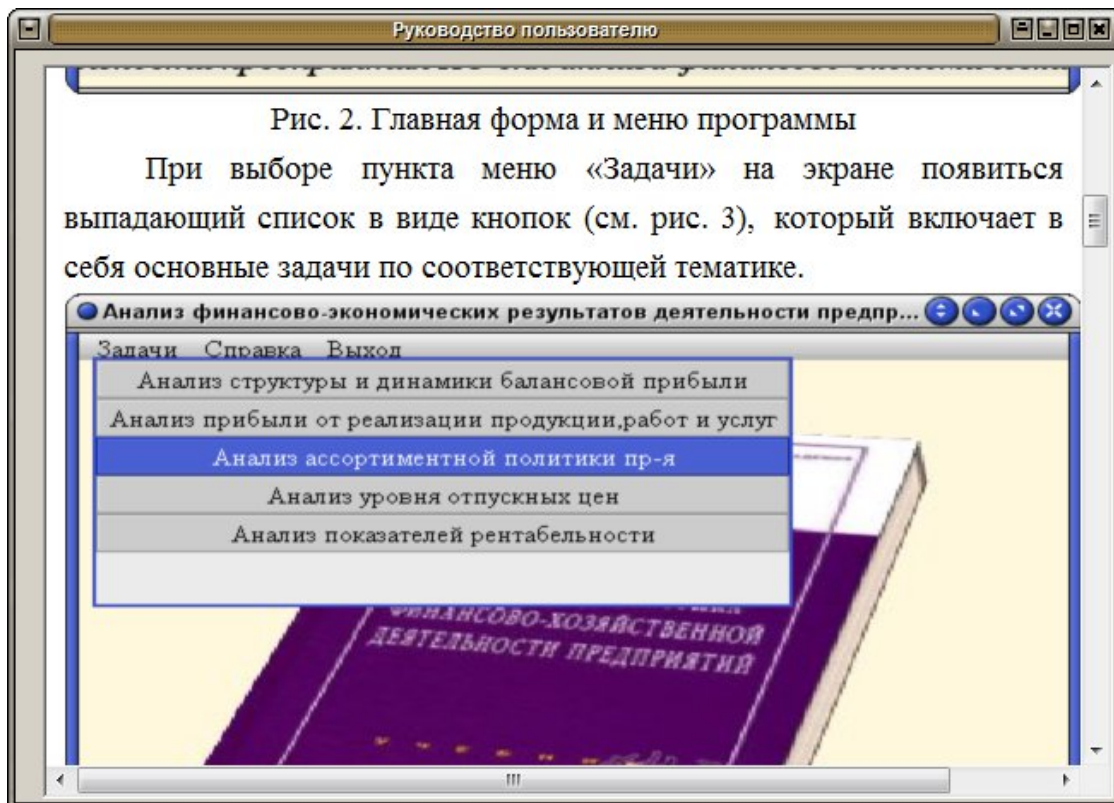 Руководство пользователю
Рис. 2. Главная форма и меню программы
При выборе пункта меню «Задачи» на экране появиться
выпадающий список в виде кнопок (см. рис. 3), который включает в
себя основные задачи по соответствующей тематике.
Анализ финансово-экономических результатов деятельности предпр...
Задачи Справка Выход
Анализ структуры и динамики балансовой прибыли
Анализ прибыли от реализации продукции,работ и услуг
Анализ ассортиментной политики пр-я
Анализ уровня отпускных цен
Анализ показателей рентабельности
ФИНАНСОВО-ХОЗЯЙСТВЕННОЙ
ДЕЯТЕЛЬНОСТИ ПРЕДПРИЯТИЙ